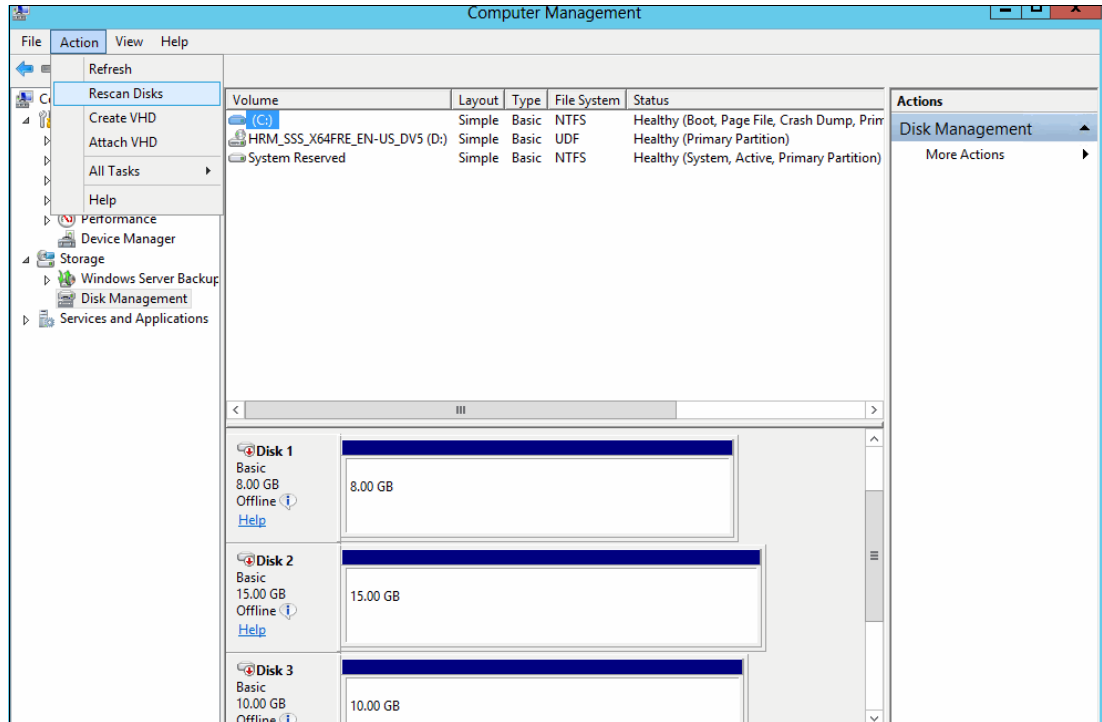 Computer Management
File Action View Help
Refresh
Rescan Disks
Create VHD
Attach VHD
All Tasks
Help
Performance
Device Manager
Storage
Windows Server Backup
Disk Management
Services and Applications
Volume Layout Type File System Status
(C:) Simple Basic NTFS Healthy (Boot, Page File, Crash Dump, Prim
HRM_SSS_X64FRE_EN-US_DV5 (D:) Simple Basic UDF Healthy (Primary Partition)
System Reserved Simple Basic NTFS Healthy (System, Active, Primary Partition)
Disk 1
Basic
8.00 GB
Offline
Help
8.00 GB
Disk 2
Basic
15.00 GB
Offline
Help
15.00 GB
Disk 3
Basic
10.00 GB
Offline
10.00 GB
Actions
Disk Management
More Actions